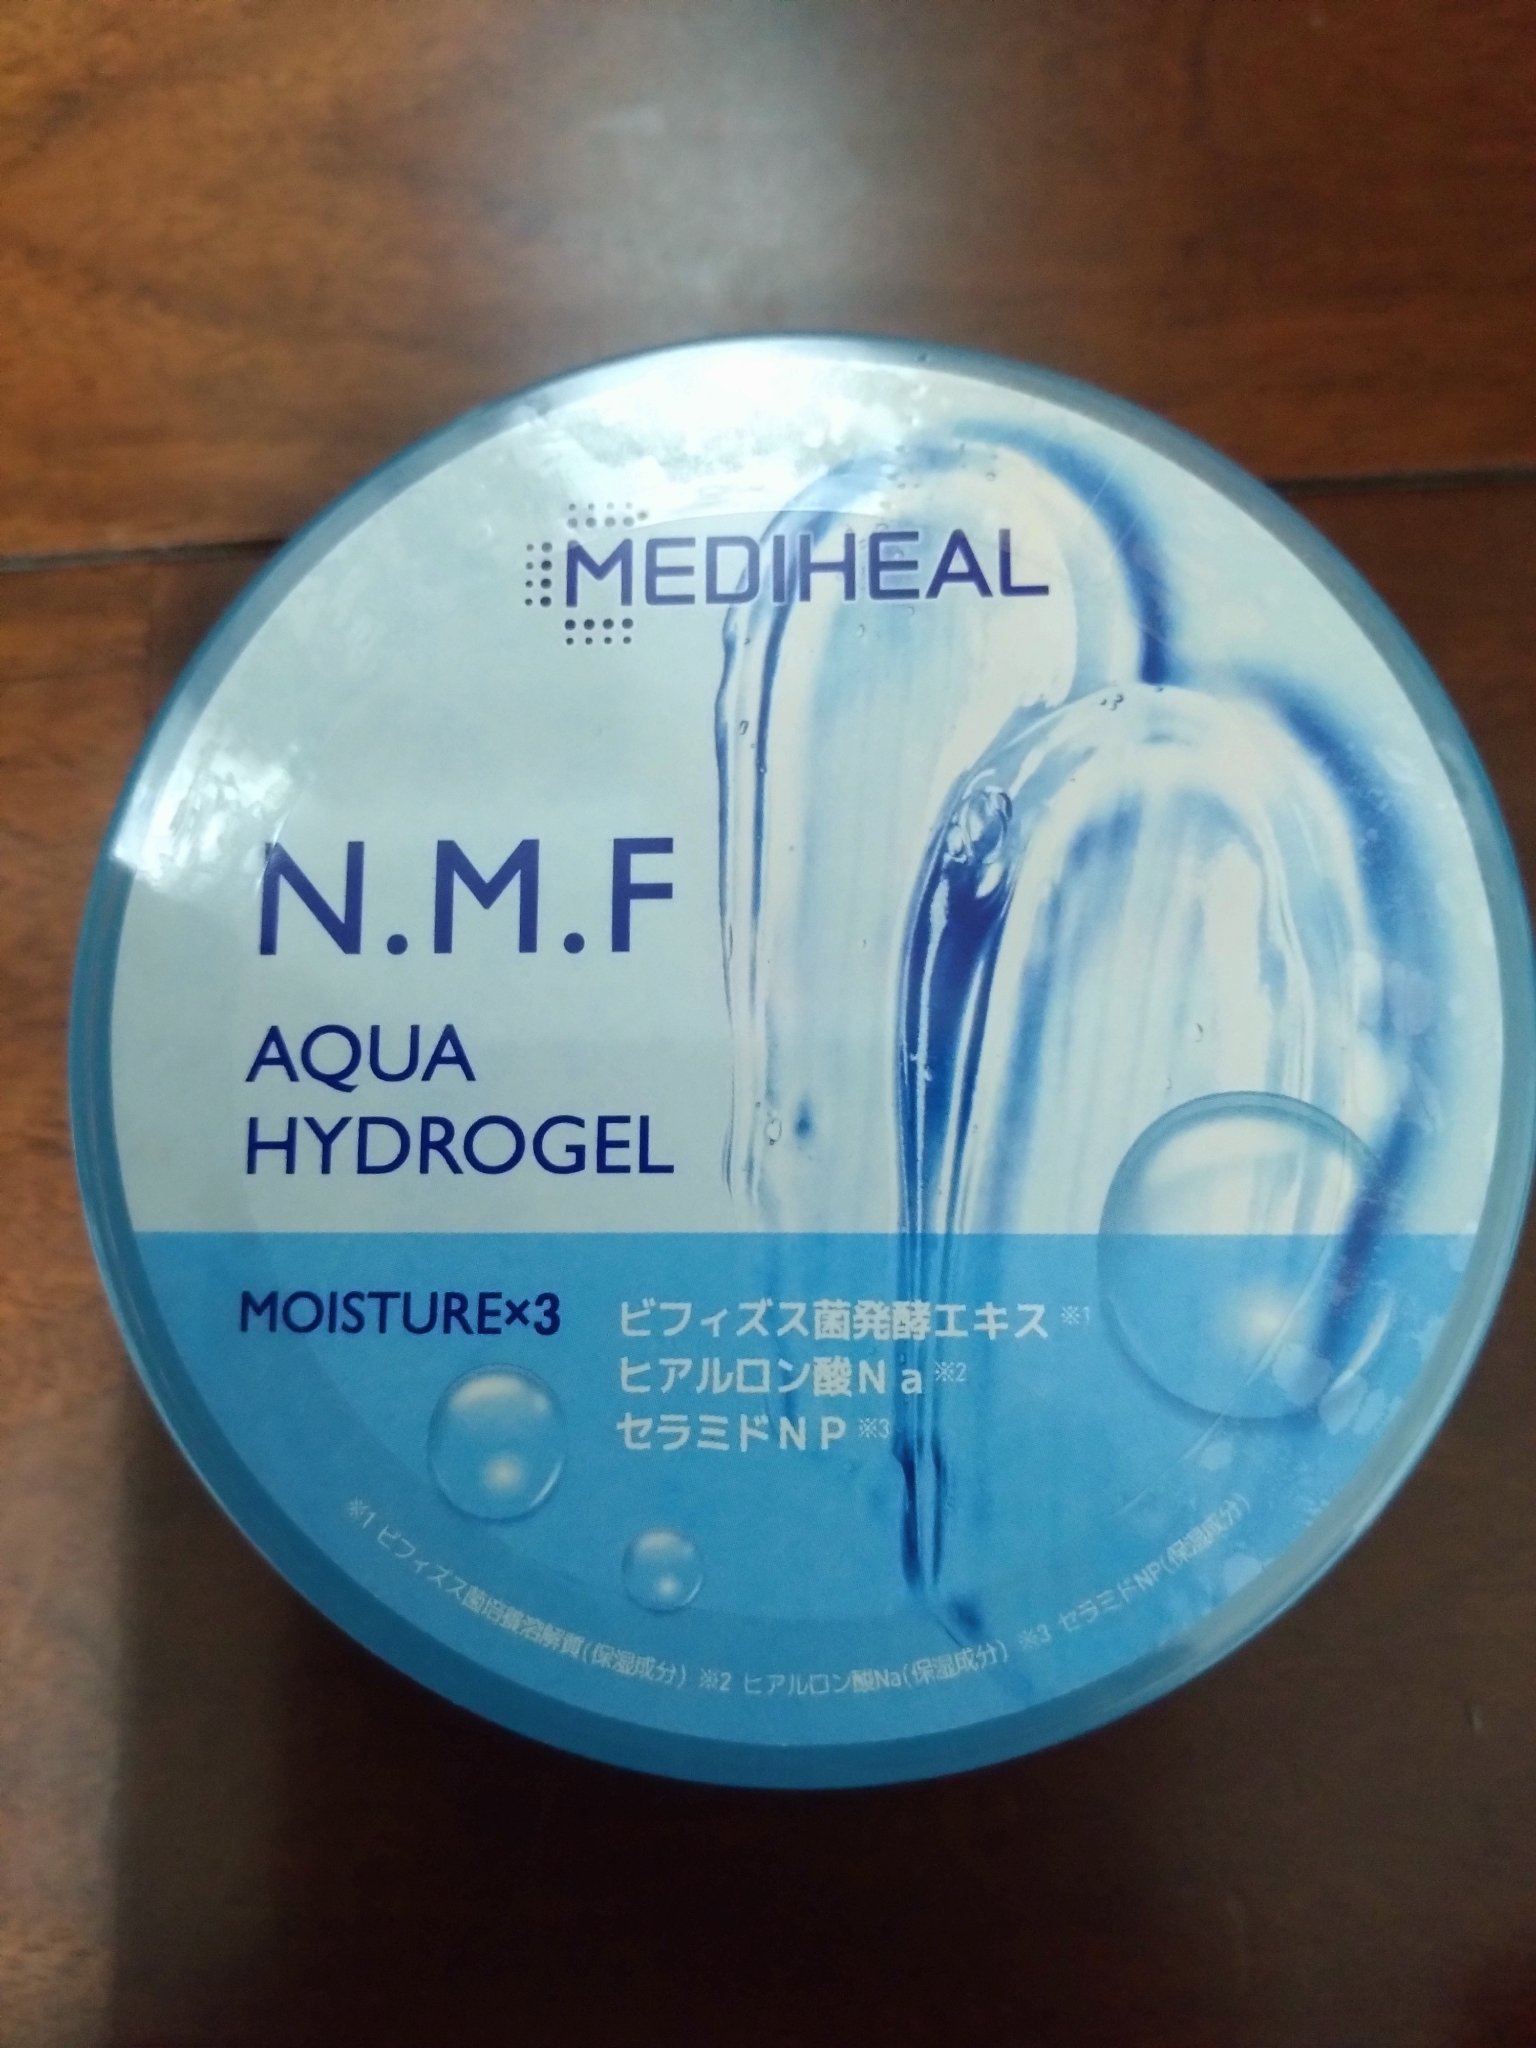 MEDIHEAL
N.M.F
AQUA
HYDROGEL
MOISTURE×3
ビフィズス菌発酵エキス ※1
ヒアルロン酸Na ※2
セラミドNP ※3
※1 ビフィズス菌培養溶解質(保湿成分) ※2 ヒアルロン酸Na(保湿成分) ※3 セラミドNP(保湿成分)